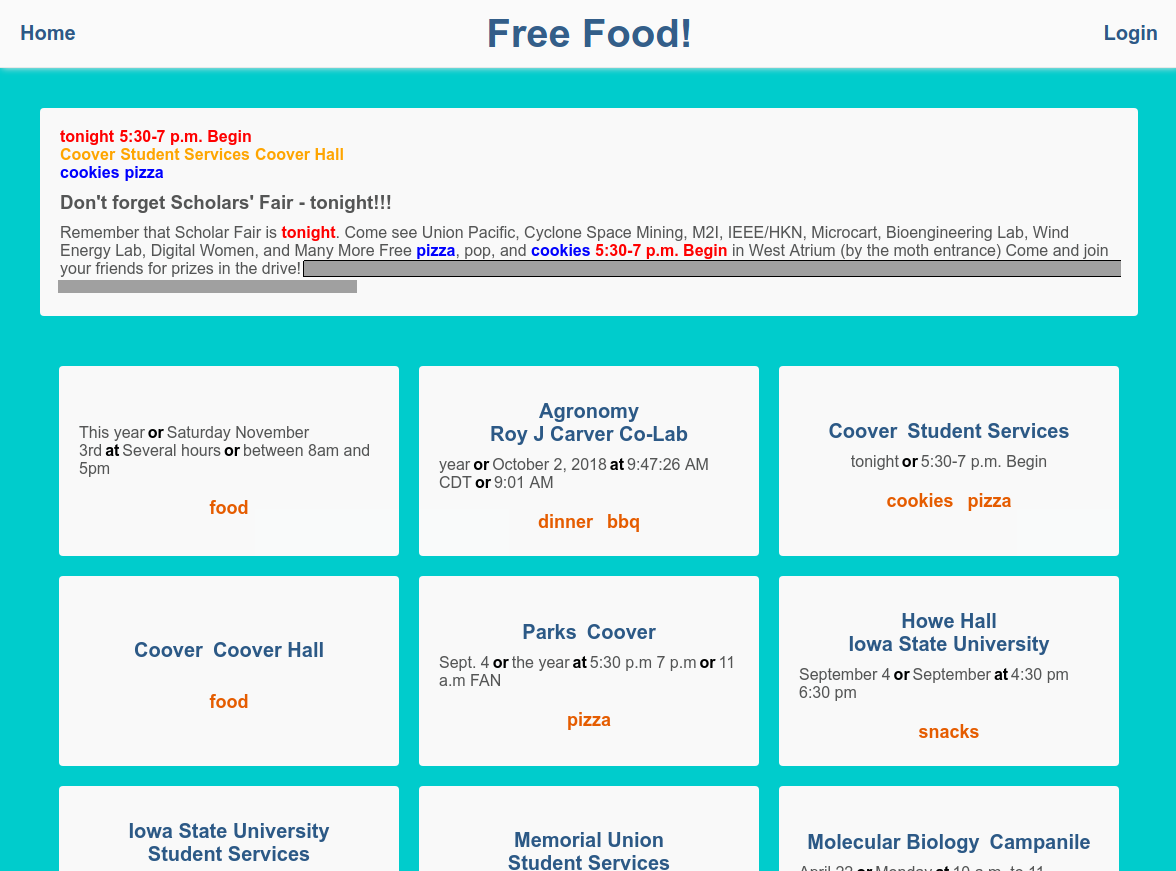 Home Free Food! Login
tonight 5:30-7 p.m. Begin
Coover Student Services Coover Hall
cookies pizza
Don't forget Scholars' Fair - tonight!!!
Remember that Scholar Fair is tonight. Come see Union Pacific, Cyclone Space Mining, M2I, IEEE/HKN, Microcart, Bioengineering Lab, Wind
Energy Lab, Digital Women, and Many More Free pizza, pop, and cookies 5:30-7 p.m. Begin in West Atrium (by the moth entrance) Come and join
your friends for prizes in the drive!
This year or Saturday November
3rd at Several hours or between 8am and
5pm
food
Agronomy
Roy J Carver Co-Lab
year or October 2, 2018 at 9:47:26 AM
CDT or 9:01 AM
dinner bbq
Coover Student Services
tonight or 5:30-7 p.m. Begin
cookies pizza
Coover Coover Hall
food
Parks Coover
Sept. 4 or the year at 5:30 p.m 7 p.m or 11
a.m FAN
pizza
Howe Hall
Iowa State University
September 4 or September at 4:30 pm
6:30 pm
snacks
Iowa State University
Student Services
Memorial Union
Student Services
Molecular Biology Campanile
April 22 or Monday at 10 a.m. to 11